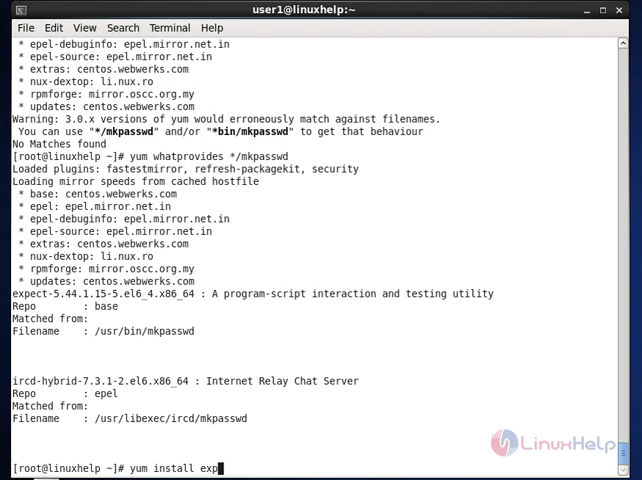 user1@linuxhelp:~
File Edit View Search Terminal Help
* epel-debuginfo: epel.mirror.net.in
* epel-source: epel.mirror.net.in
* extras: centos.webwerks.com
* nux-dextop: li.nux.ro
* rpmforge: mirror.oscc.org.my
* updates: centos.webwerks.com
Warning: 3.0.x versions of yum would erroneously match against filenames.
You can use "*/mkpasswd" and/or "*bin/mkpasswd" to get that behaviour
No Matches found
[root@linuxhelp ~]# yum whatprovides */mkpasswd
Loaded plugins: fastestmirror, refresh-packagekit, security
Loading mirror speeds from cached hostfile
* base: centos.webwerks.com
* epel: epel.mirror.net.in
* epel-debuginfo: epel.mirror.net.in
* epel-source: epel.mirror.net.in
* extras: centos.webwerks.com
* nux-dextop: li.nux.ro
* rpmforge: mirror.oscc.org.my
* updates: centos.webwerks.com
expect-5.44.1.15-5.el6_4.x86_64 : A program-script interaction and testing utility
Repo : base
Matched from:
Filename : /usr/bin/mkpasswd
ircd-hybrid-7.3.1-2.el6.x86_64 : Internet Relay Chat Server
Repo : epel
Matched from:
Filename : /usr/libexec/ircd/mkpasswd
LinuxHelp
[root@linuxhelp ~]# yum install exp